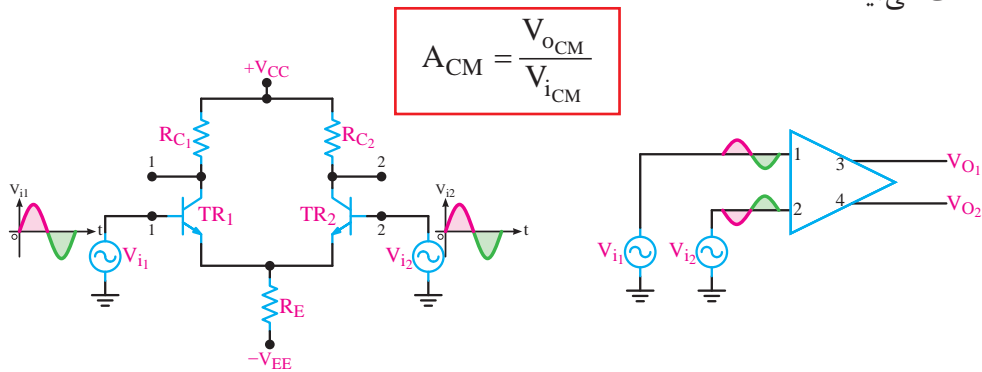 A_CM = V_oCM / V_iCM
+V_CC
R_C1
R_C2
1
2
V_i1
t
o
1
TR_1
TR_2
2
V_i2
t
o
V_i1
V_i2
R_E
−V_EE
1
2
3
4
V_O1
V_O2
V_i1
V_i2